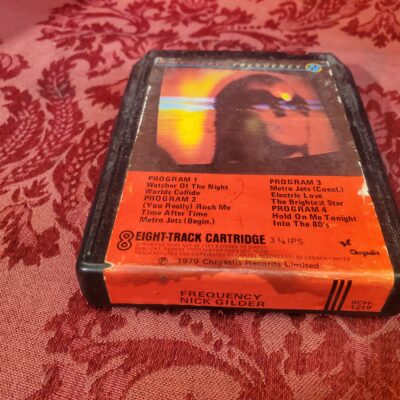 FREQUENCY
PROGRAM 1
Watcher Of The Night
Worlds Collide
PROGRAM 2
(You Really) Rock Me
Time After Time
Metro Jets (Begin.)
PROGRAM 3
Metro Jets (Concl.)
Electric Love
The Brightest Star
PROGRAM 4
Hold On Me Tonight
Into The 80's
8 EIGHT-TRACK CARTRIDGE 3¾ IPS
Chrysalis
℗ 1979 Chrysalis Records Limited
FREQUENCY
NICK GILDER
8CH-
1219